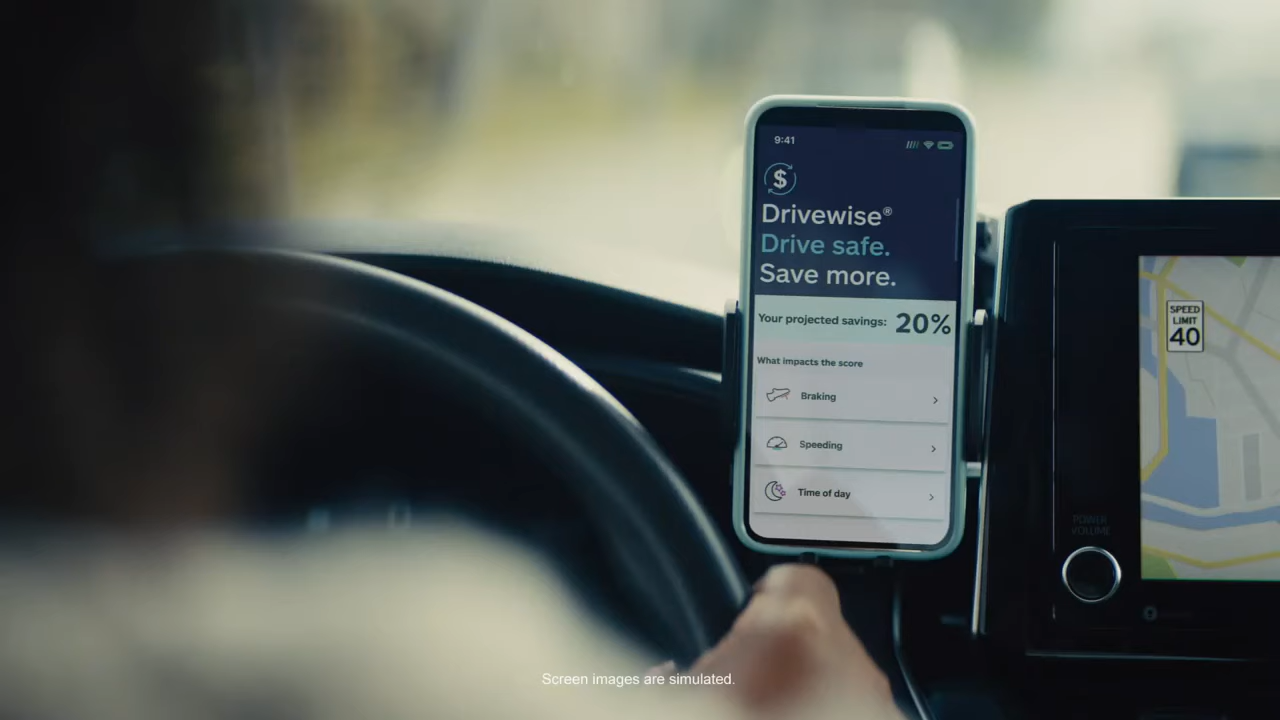 9:41
$
Drivewise®
Drive safe.
Save more.
Your projected savings: 20%
What impacts the score
Braking
Speeding
Time of day
SPEED
LIMIT
40
POWER
VOLUME
Screen images are simulated.